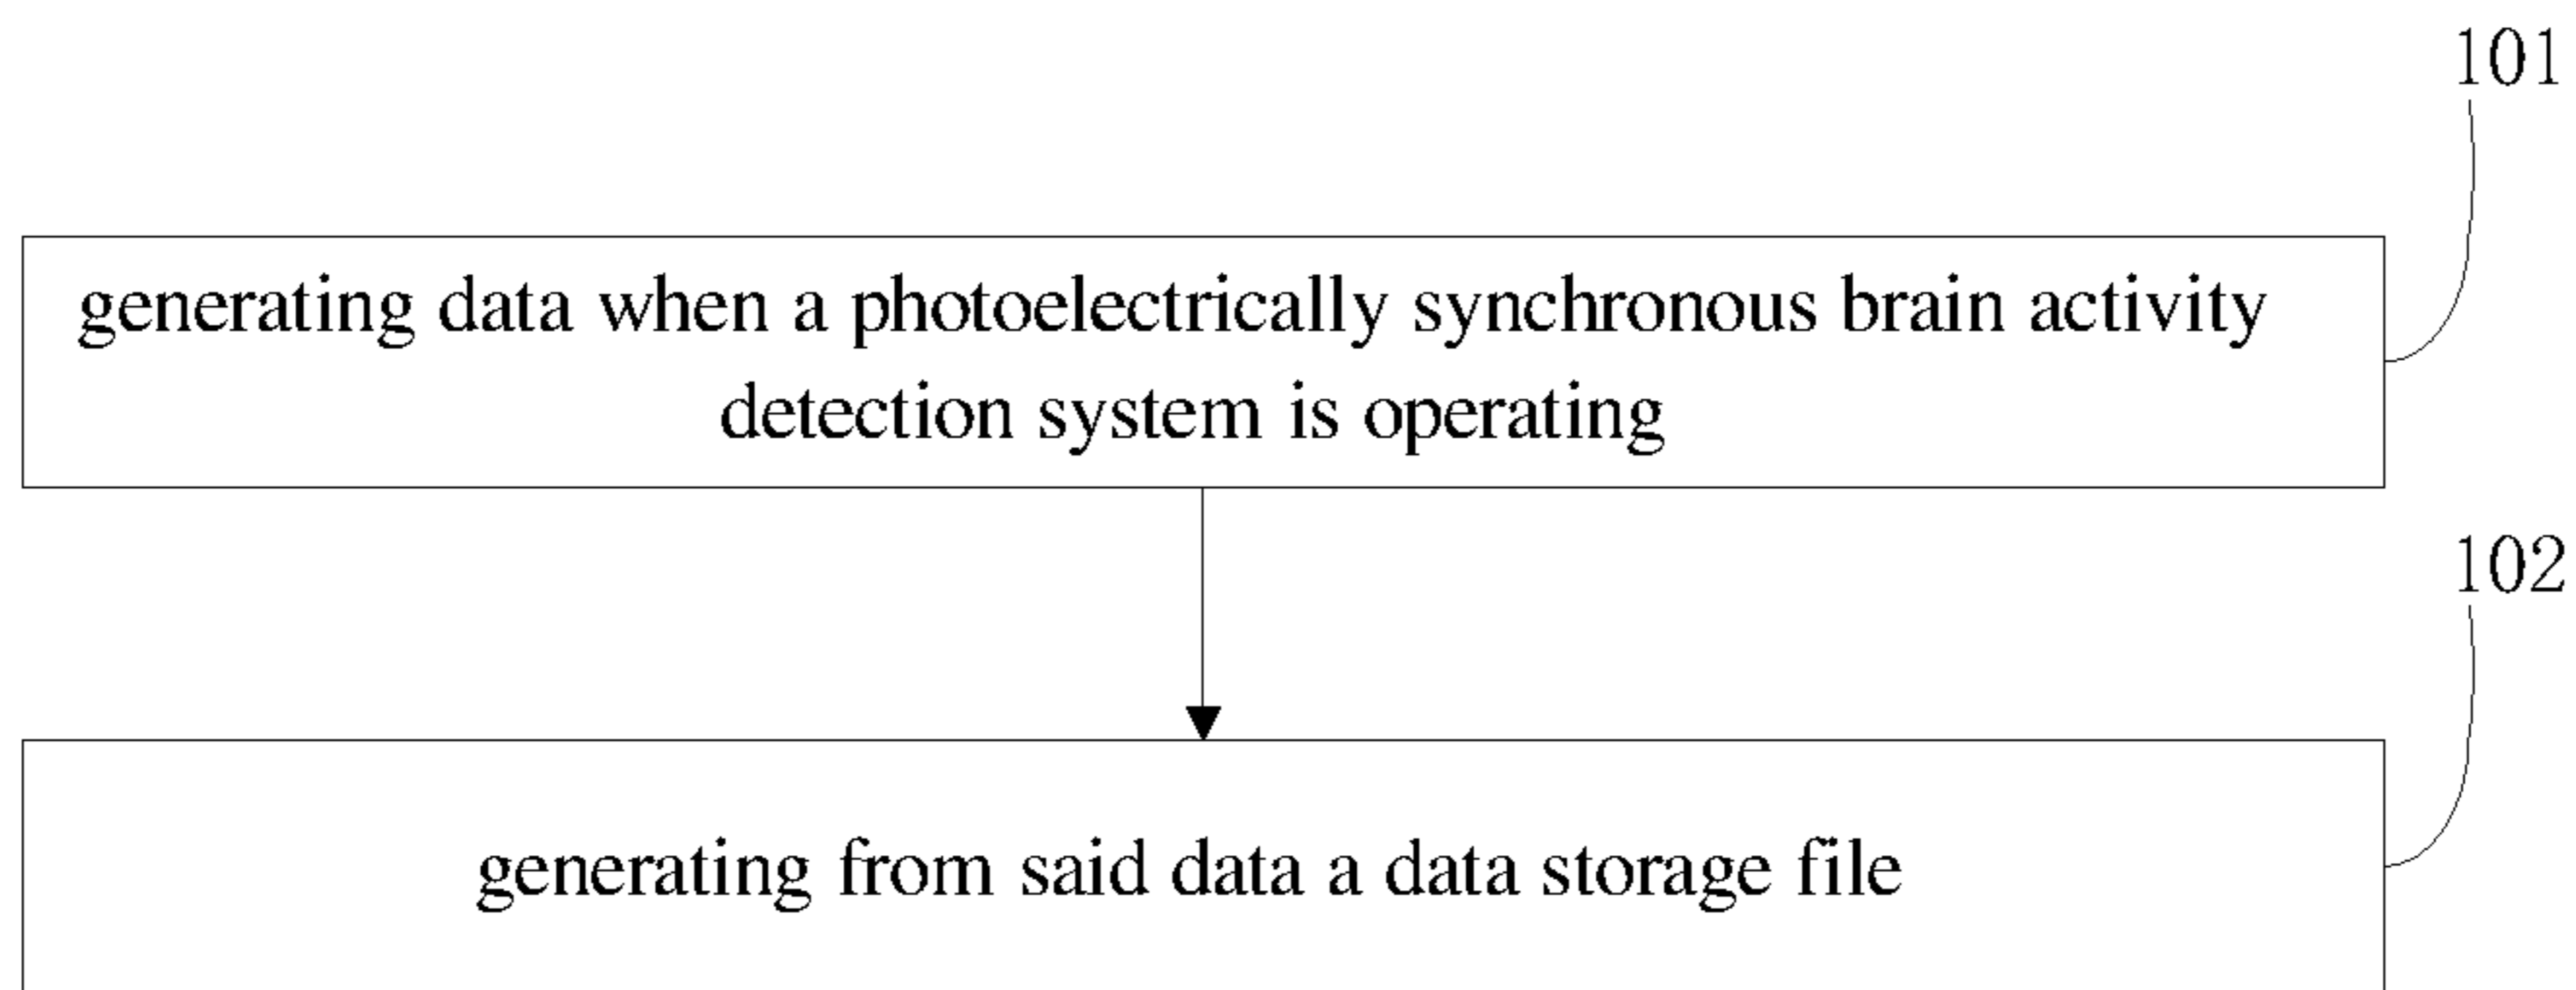 101
generating data when a photoelectrically synchronous brain activity
detection system is operating
102
generating from said data a data storage file